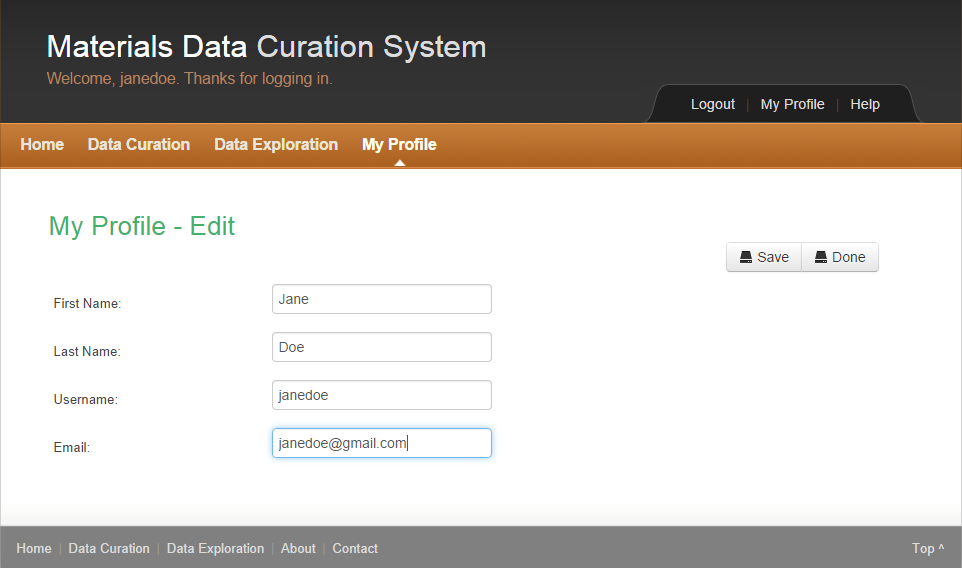 Materials Data Curation System
Welcome, janedoe. Thanks for logging in.
Logout | My Profile | Help
Home Data Curation Data Exploration My Profile
My Profile - Edit
Save Done
First Name: Jane
Last Name: Doe
Username: janedoe
Email: janedoe@gmail.com
Home | Data Curation | Data Exploration | About | Contact Top ^